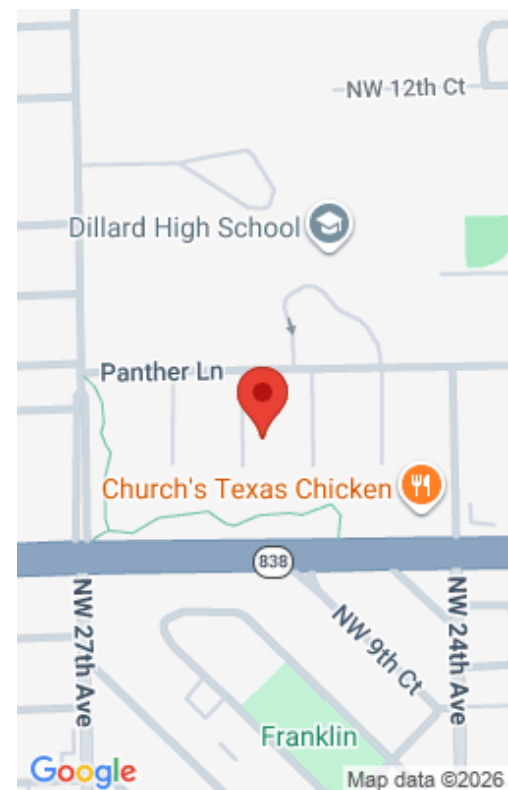 NW 12th Ct
Dillard High School
Panther Ln
Church's Texas Chicken
838
NW 27th Ave
NW 9th Ct
NW 24th Ave
Franklin
Google
Map data ©2026